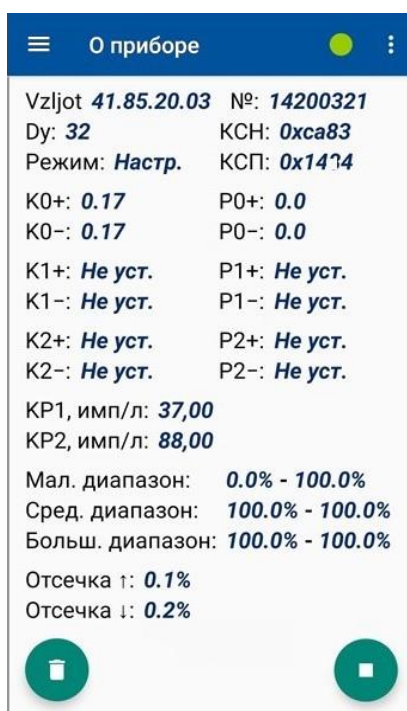 О приборе
Vzljot 41.85.20.03 №: 14200321
Dy: 32 КСН: 0xca83
Режим: Настр. КСП:
K0+: 0.17 P0+: 0.0
K0−: 0.17 P0−: 0.0
K1+: Не уст. P1+: Не уст.
K1−: Не уст. P1−: Не уст.
K2+: Не уст. P2+: Не уст.
K2−: Не уст. P2−: Не уст.
КР1, имп/л: 37,00
КР2, имп/л: 88,00
Мал. диапазон: 0.0% - 100.0%
Сред. диапазон: 100.0% - 100.0%
Больш. диапазон: 100.0% - 100.0%
Отсечка ↑: 0.1%
Отсечка ↓: 0.2%